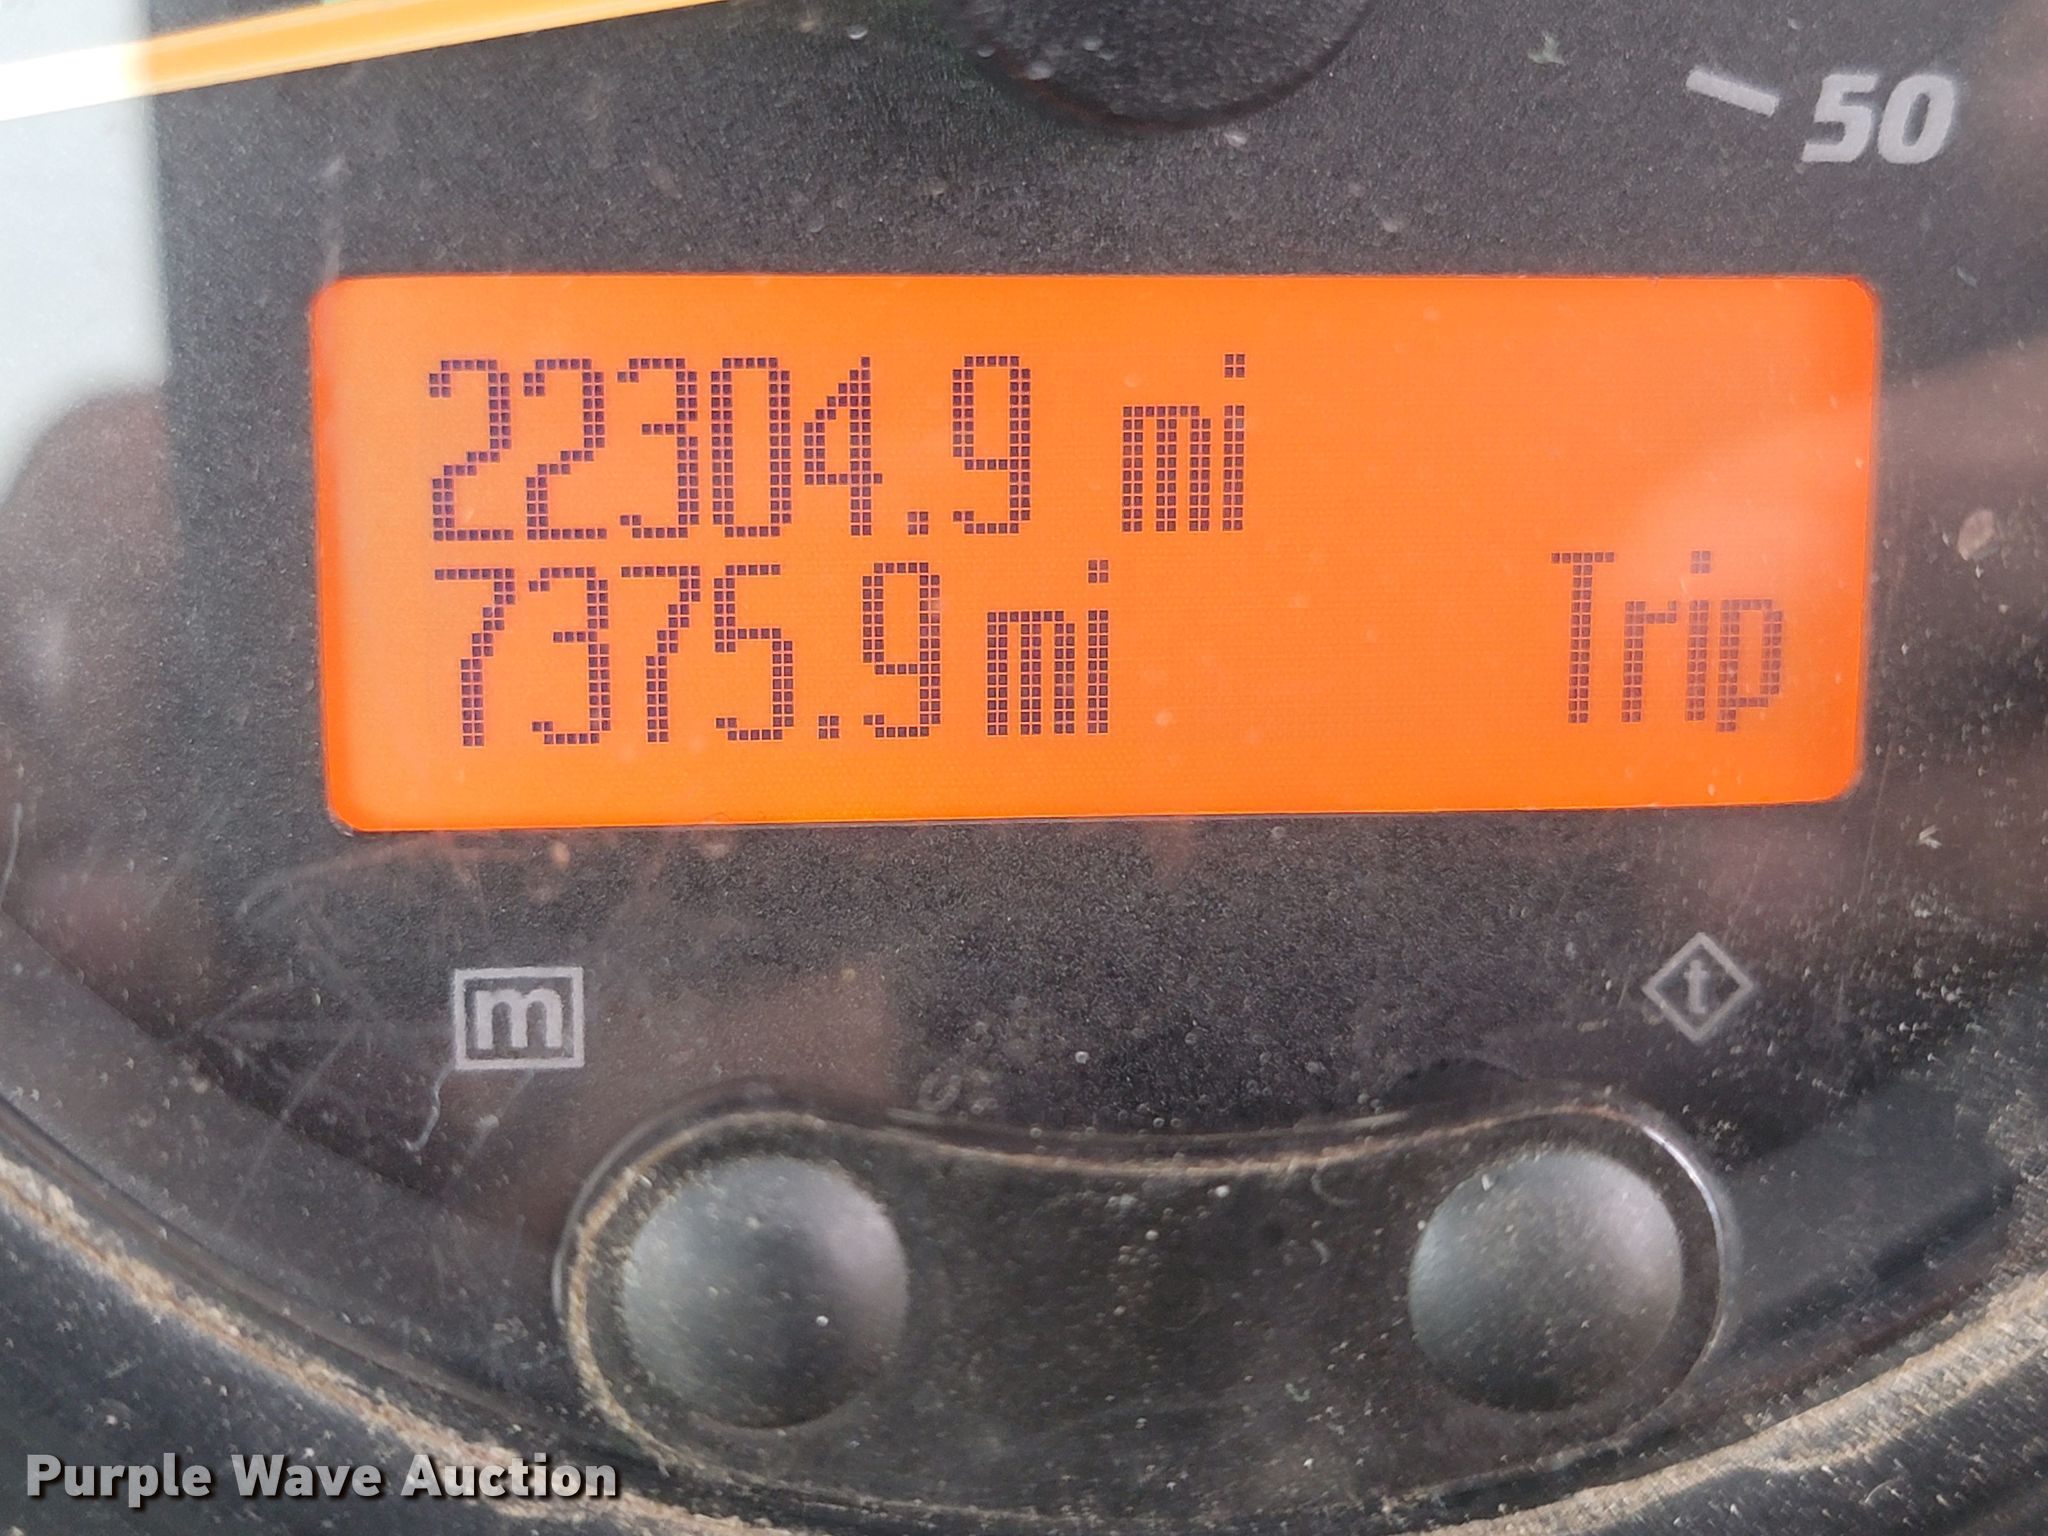 50
22304.9 mi
7375.9 mi Trip
m
t
Purple Wave Auction